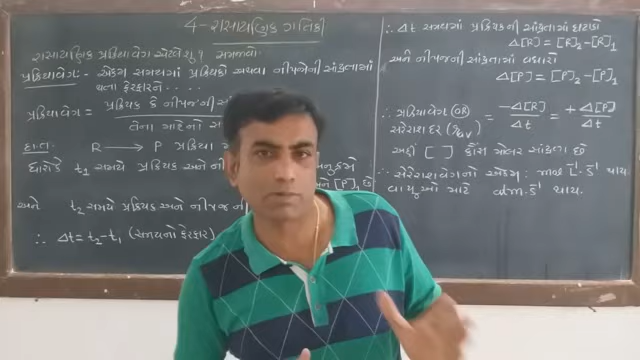 4-રાસાયણિક ગતિકી
રાસાયણિક પ્રક્રિયાવેગ એટલે શું? સમજાવો.
પ્રક્રિયાવેગ:- એકમ સમયમાં પ્રક્રિયકો અથવા નીપજોની સાંદ્રતામાં
થતા ફેરફારને....
પ્રક્રિયાવેગ = પ્રક્રિયક કે નીપજની સાં
તેના માટેનો સ
દા.ત. R ⟶ P પ્રક્રિયા
ધારોકે t₁ સમયે પ્રક્રિયક અને ની અનુક્રમે
અને [P]₁ છે
અને t₂ સમયે પ્રક્રિયક અને નીપજ ની
∴ Δt = t₂-t₁ (સમયનો ફેરફાર)
∴ Δt સમયમાં પ્રક્રિયકની સાંદ્રતામાં ઘટાડો
Δ[R] = [R]₂-[R]₁
અને નીપજની સાંદ્રતામાં વધારો
Δ[P] = [P]₂-[P]₁
∴ પ્રક્રિયાવેગ (OR) સરેરાશ દર = -Δ[R]/Δt = +Δ[P]/Δt
અહીં [ ] કૌંસ મોલર સાંદ્રતા છે
∴ સરેરાશવેગનો એકમ: મોલ L⁻¹ S⁻¹ થાય.
વાયુઓ માટે atm.S⁻¹ થાય.